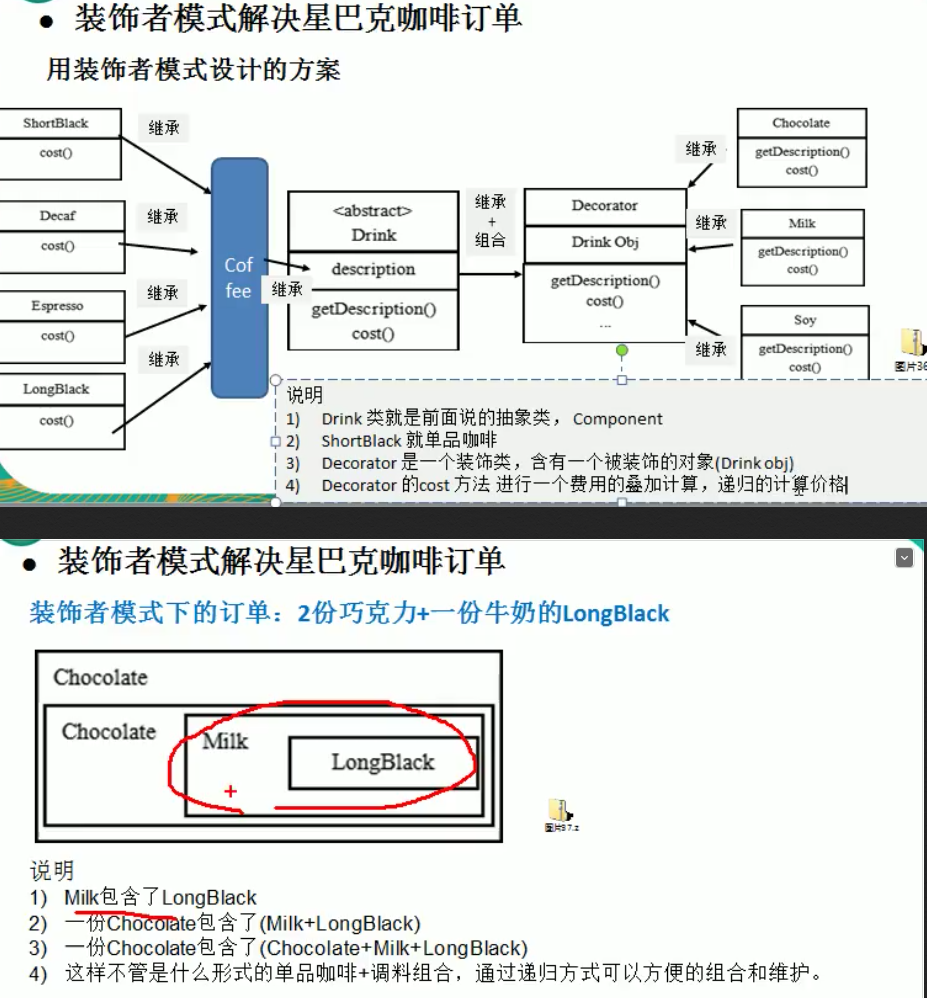 ● 装饰者模式解决星巴克咖啡订单
用装饰者模式设计的方案
ShortBlack
cost()
继承
Decaf
cost()
继承
Espresso
cost()
继承
LongBlack
cost()
继承
Cof
fee
继承
<abstract>
Drink
description
getDescription()
cost()
继承
+
组合
Decorator
Drink Obj
getDescription()
cost()
...
继承
Chocolate
getDescription()
cost()
继承
Milk
getDescription()
cost()
继承
Soy
getDescription()
cost()
图片36
说明
1) Drink 类就是前面说的抽象类， Component
2) ShortBlack 就单品咖啡
3) Decorator 是一个装饰类，含有一个被装饰的对象(Drink obj)
4) Decorator 的cost 方法 进行一个费用的叠加计算，递归的计算价格
● 装饰者模式解决星巴克咖啡订单
装饰者模式下的订单：2份巧克力+一份牛奶的LongBlack
Chocolate
Chocolate
Milk
LongBlack
+
图片37.z
说明
1) Milk包含了LongBlack
2) 一份Chocolate包含了(Milk+LongBlack)
3) 一份Chocolate包含了(Chocolate+Milk+LongBlack)
4) 这样不管是什么形式的单品咖啡+调料组合，通过递归方式可以方便的组合和维护。